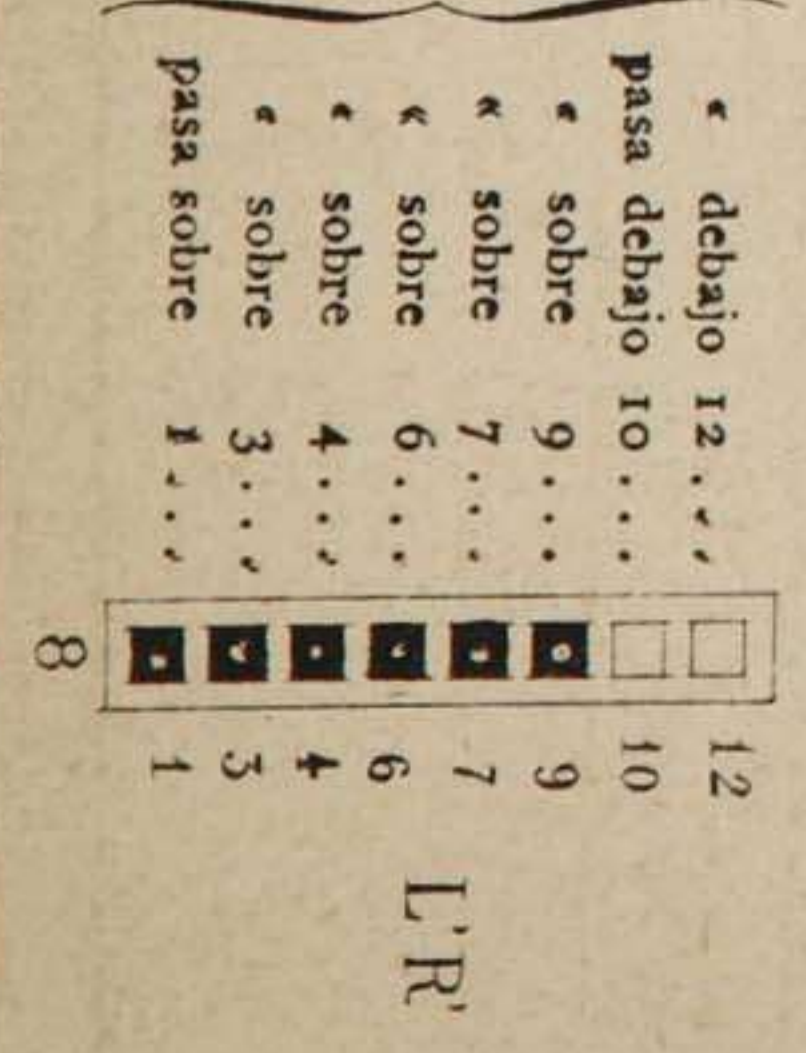 « debajo 12 . . . 12
pasa debajo 10 . . . 10
« sobre 9 . . . 9
« sobre 7 . . . 7
« sobre 6 . . . 6
« sobre 4 . . . 4
« sobre 3 . . . 3
pasa sobre 1 . . . 1
L' R'
8